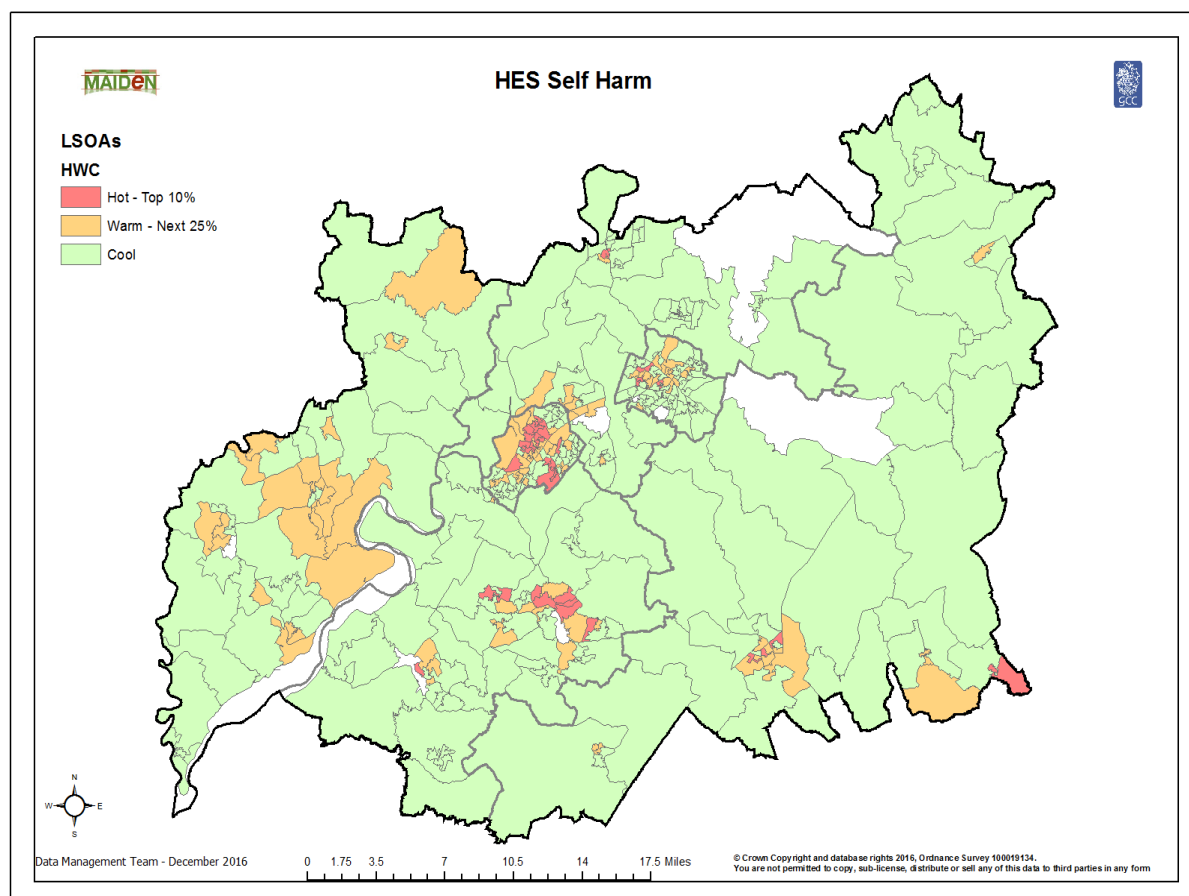 MAIDeN
HES Self Harm
GCC
LSOAs
HWC
Hot - Top 10%
Warm - Next 25%
Cool
N
W
E
S
Data Management Team - December 2016
0 1.75 3.5 7 10.5 14 17.5 Miles
© Crown Copyright and database rights 2016, Ordnance Survey 100019134.
You are not permitted to copy, sub-license, distribute or sell any of this data to third parties in any form